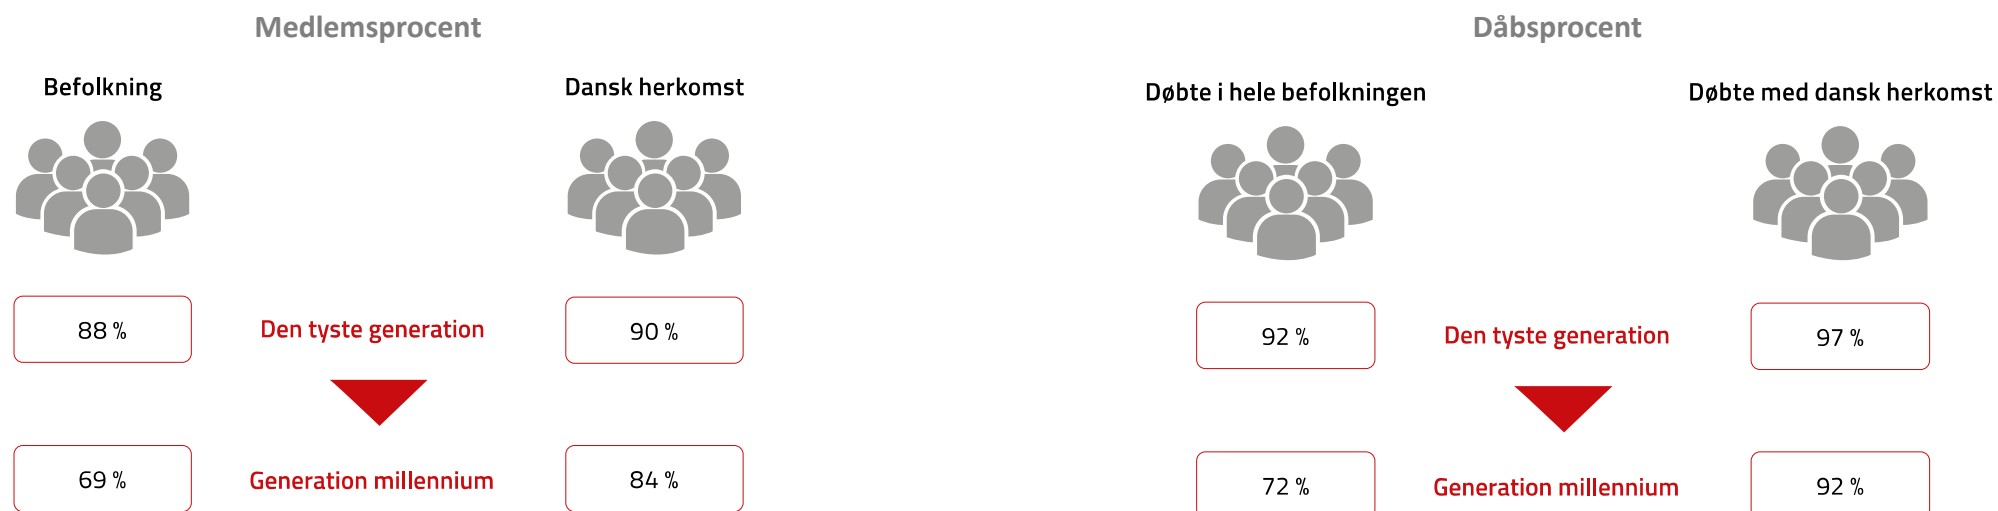 Medlemsprocent
Befolkning
Dansk herkomst
88 %
Den tyste generation
90 %
69 %
Generation millennium
84 %
Dåbsprocent
Døbte i hele befolkningen
Døbte med dansk herkomst
92 %
Den tyste generation
97 %
72 %
Generation millennium
92 %